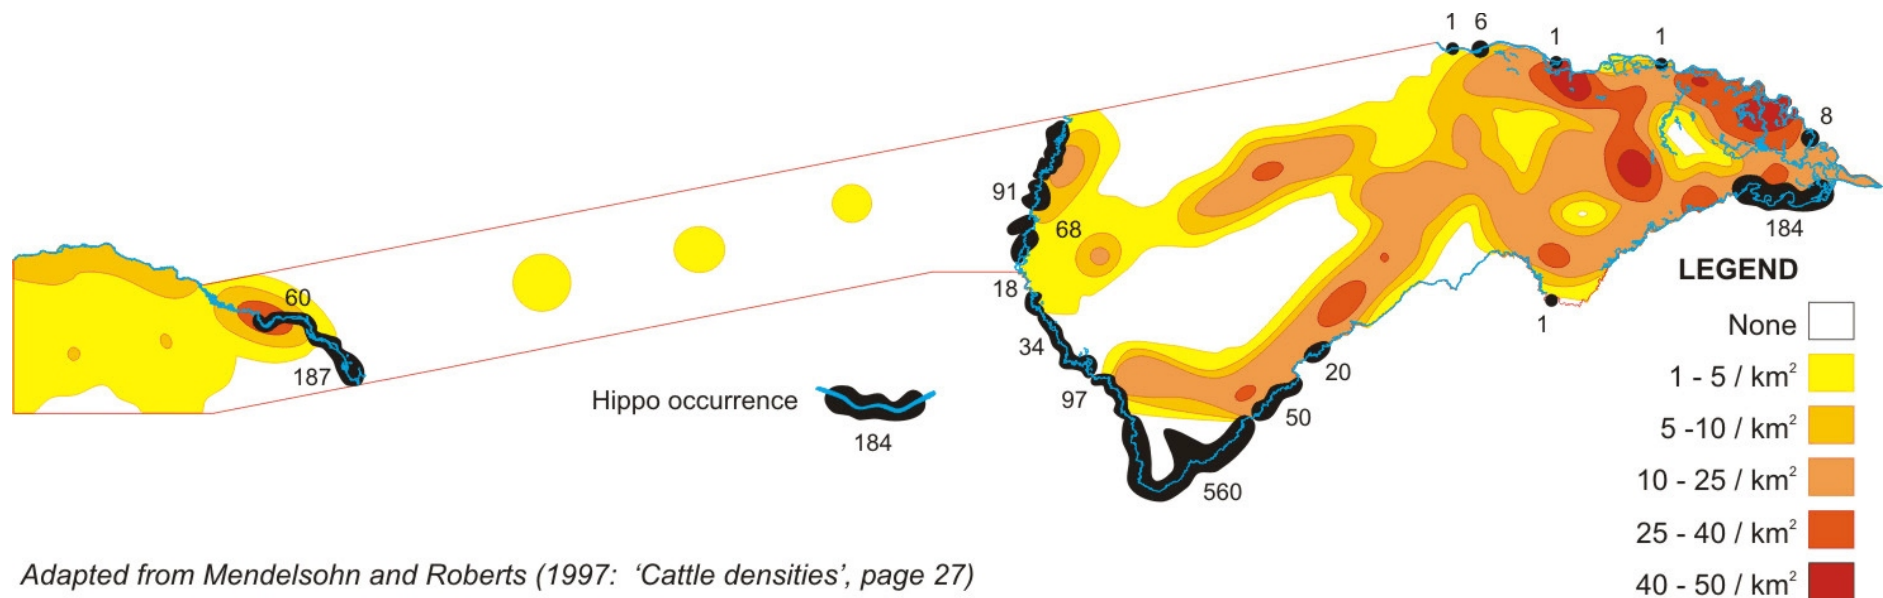 1 6
1
1
8
91
68
184
18
60
1
34
187
20
97
50
560
Hippo occurrence
184
LEGEND
None
1 - 5 / km²
5 -10 / km²
10 - 25 / km²
25 - 40 / km²
40 - 50 / km²
Adapted from Mendelsohn and Roberts (1997: ‘Cattle densities’, page 27)